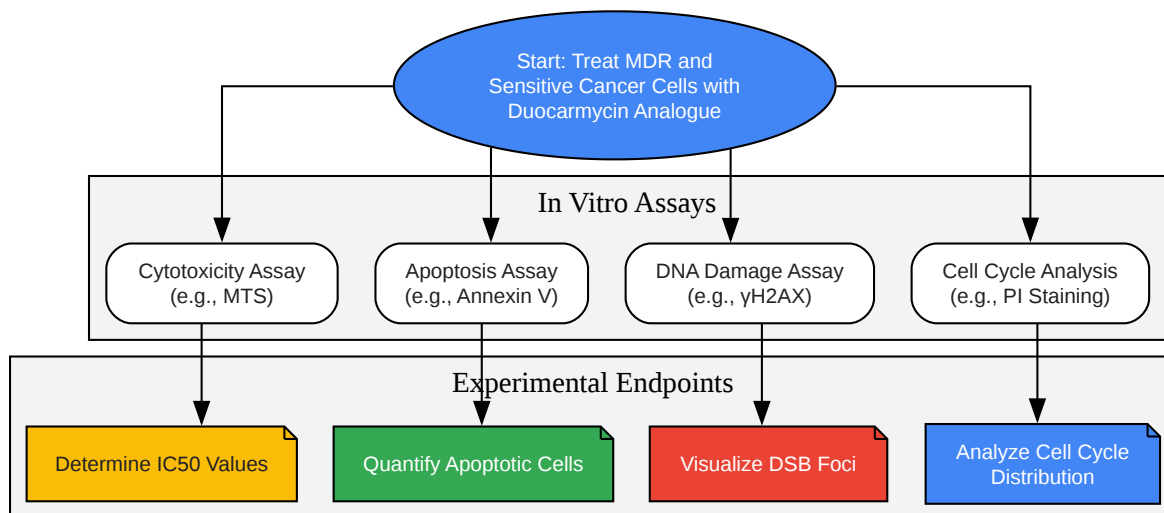 Start: Treat MDR and
Sensitive Cancer Cells with
Duocarmycin Analogue
In Vitro Assays
Cytotoxicity Assay
(e.g., MTS)
Apoptosis Assay
(e.g., Annexin V)
DNA Damage Assay
(e.g., γH2AX)
Cell Cycle Analysis
(e.g., PI Staining)
Experimental Endpoints
Determine IC50 Values
Quantify Apoptotic Cells
Visualize DSB Foci
Analyze Cell Cycle
Distribution